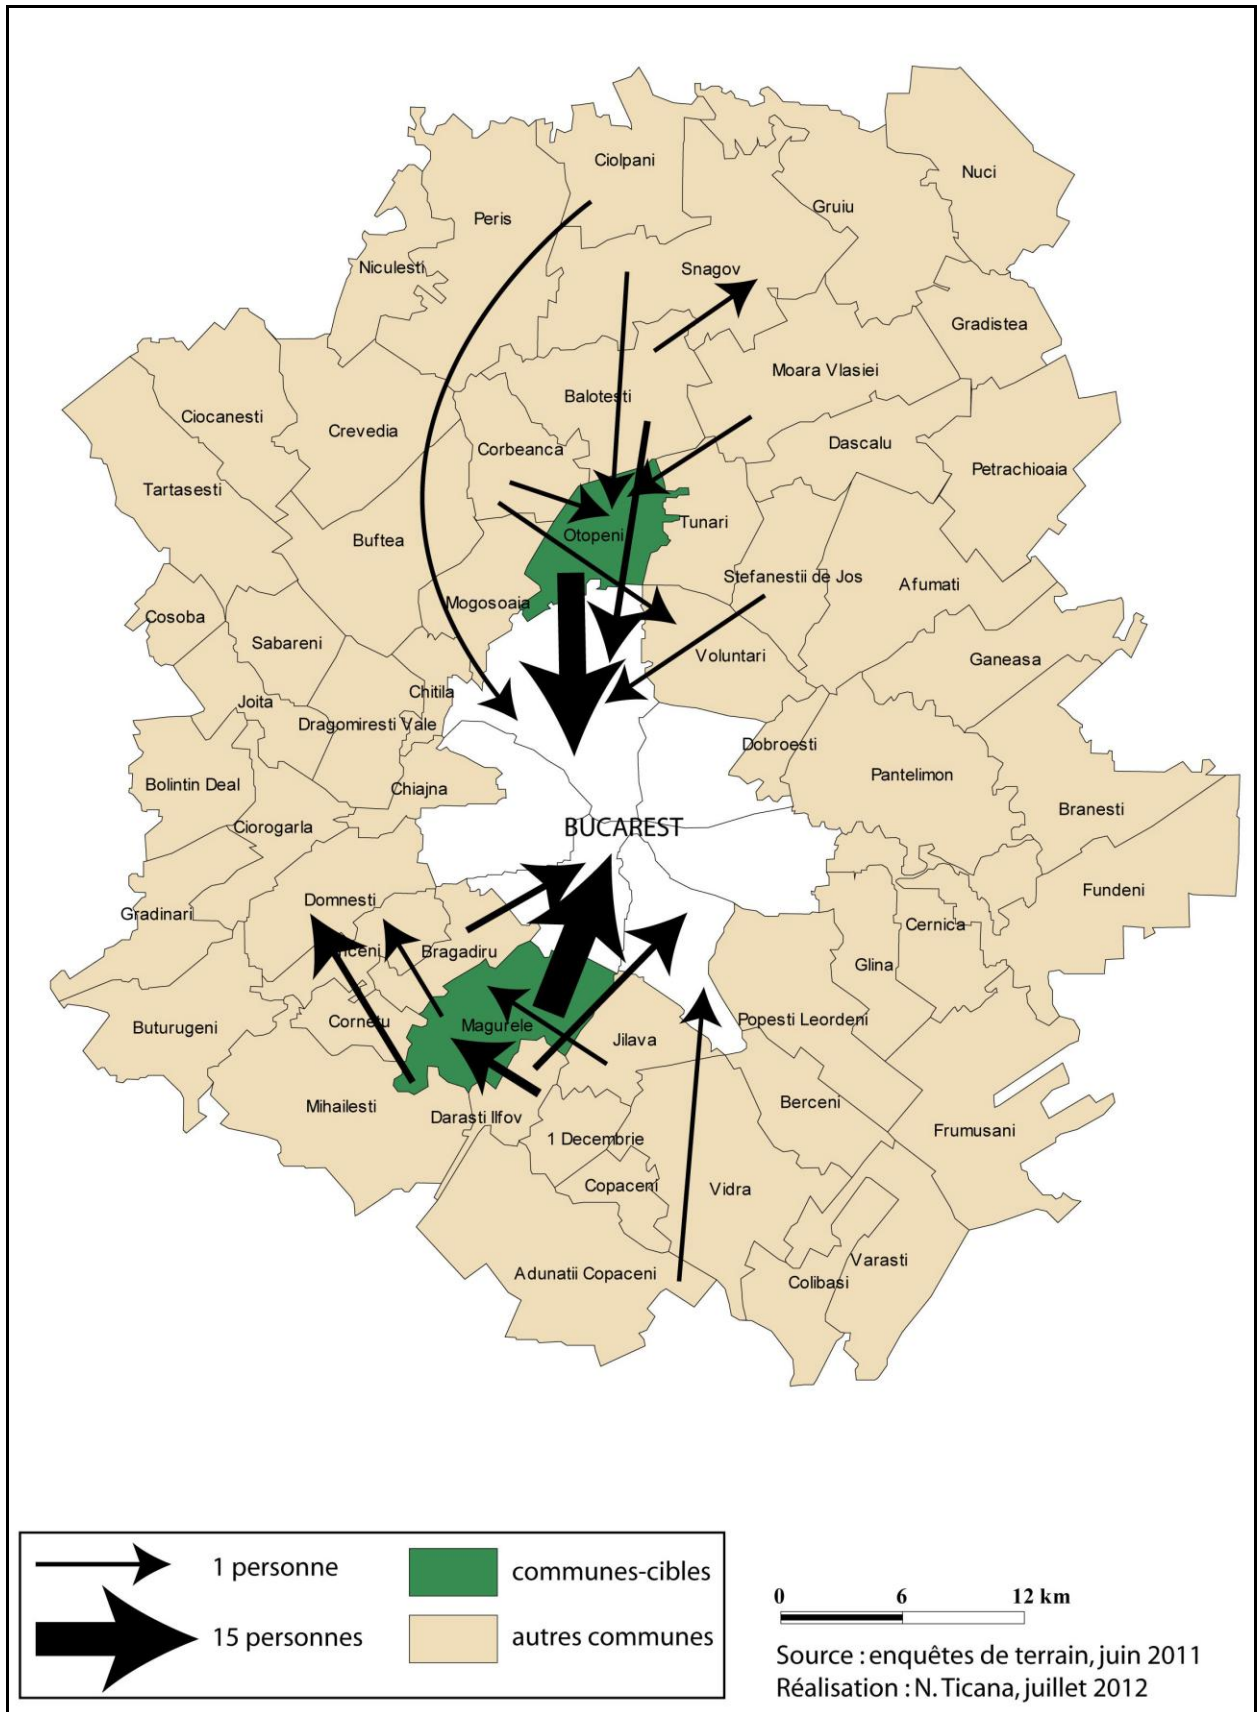 Ciolpani
Nuci
Peris
Gruiu
Niculesti
Snagov
Gradistea
Moara Vlasiei
Balotesti
Ciocanesti
Crevedia
Corbeanca
Dascalu
Petrachioaia
Tartasesti
Buftea
Otopeni
Tunari
Stefanestii de Jos
Afumati
Mogosoaia
Cosoba
Sabareni
Voluntari
Ganeasa
Chitila
Joita
Dragomiresti Vale
Dobroesti
Bolintin Deal
Chiajna
Pantelimon
Branesti
Ciorogarla
BUCAREST
Fundeni
Domnesti
Gradinari
Cernica
Bragadiru
Glina
Buturugeni
Cornetu
Magurele
Popesti Leordeni
Jilava
Mihailesti
Berceni
Darasti Ilfov
1 Decembrie
Frumusani
Copaceni
Vidra
Adunatii Copaceni
Varasti
Colibasi
1 personne
communes-cibles
15 personnes
autres communes
0 6 12 km
Source : enquêtes de terrain, juin 2011
Réalisation : N. Ticana, juillet 2012